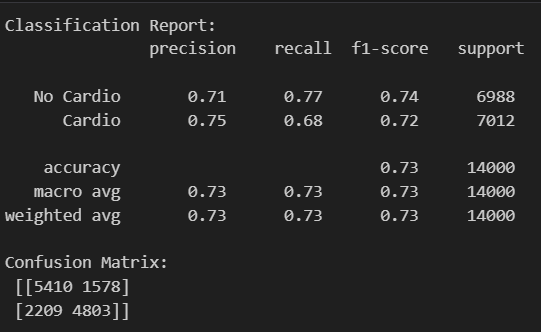 Classification Report:
precision recall f1-score support
No Cardio 0.71 0.77 0.74 6988
Cardio 0.75 0.68 0.72 7012
accuracy 0.73 14000
macro avg 0.73 0.73 0.73 14000
weighted avg 0.73 0.73 0.73 14000
Confusion Matrix:
[[5410 1578]
[2209 4803]]